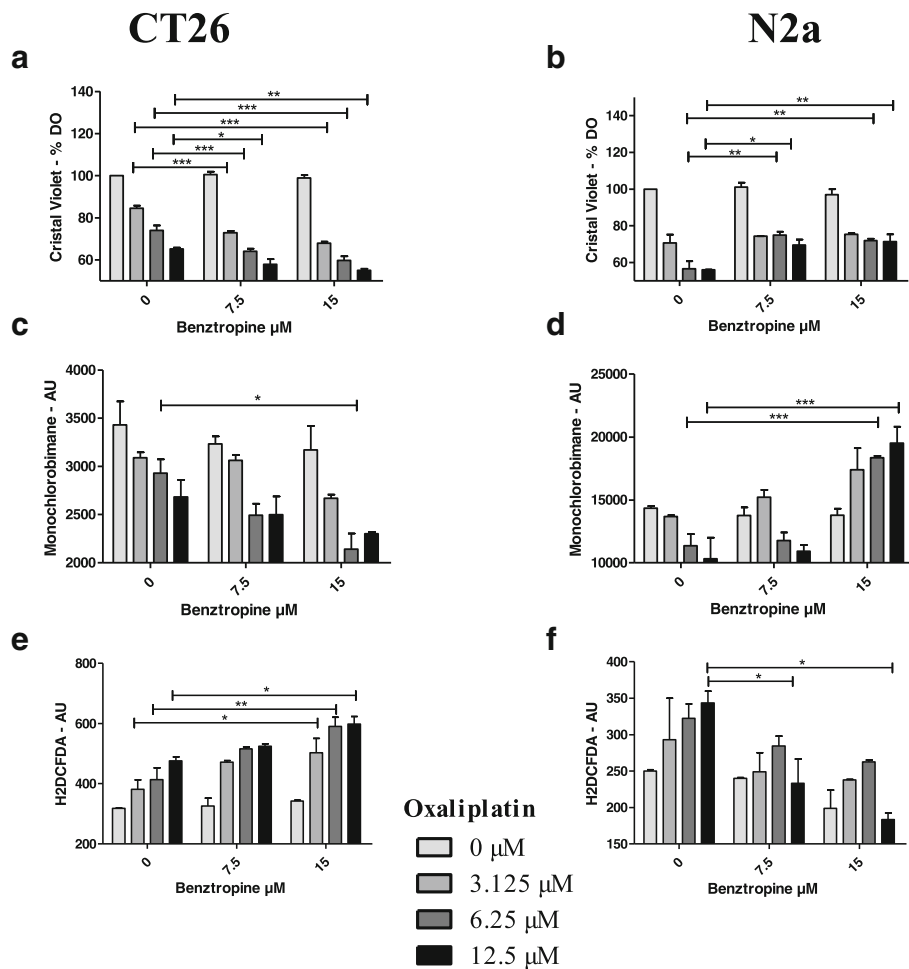 CT26
N2a
a
Cristal Violet - % DO
140
120
100
80
60
**
***
***
*
***
***
0
7.5
15
Benztropine µM
b
Cristal Violet - % DO
140
120
100
80
60
**
**
*
**
0
7.5
15
Benztropine µM
c
Monochlorobimane - AU
4000
3500
3000
2500
2000
*
0
7.5
15
Benztropine µM
d
Monochlorobimane - AU
25000
20000
15000
10000
***
***
0
7.5
15
Benztropine µM
e
H2DCFDA - AU
800
600
400
200
*
**
*
0
7.5
15
Benztropine µM
f
H2DCFDA - AU
400
350
300
250
200
150
*
*
0
7.5
15
Benztropine µM
Oxaliplatin
0 µM
3.125 µM
6.25 µM
12.5 µM